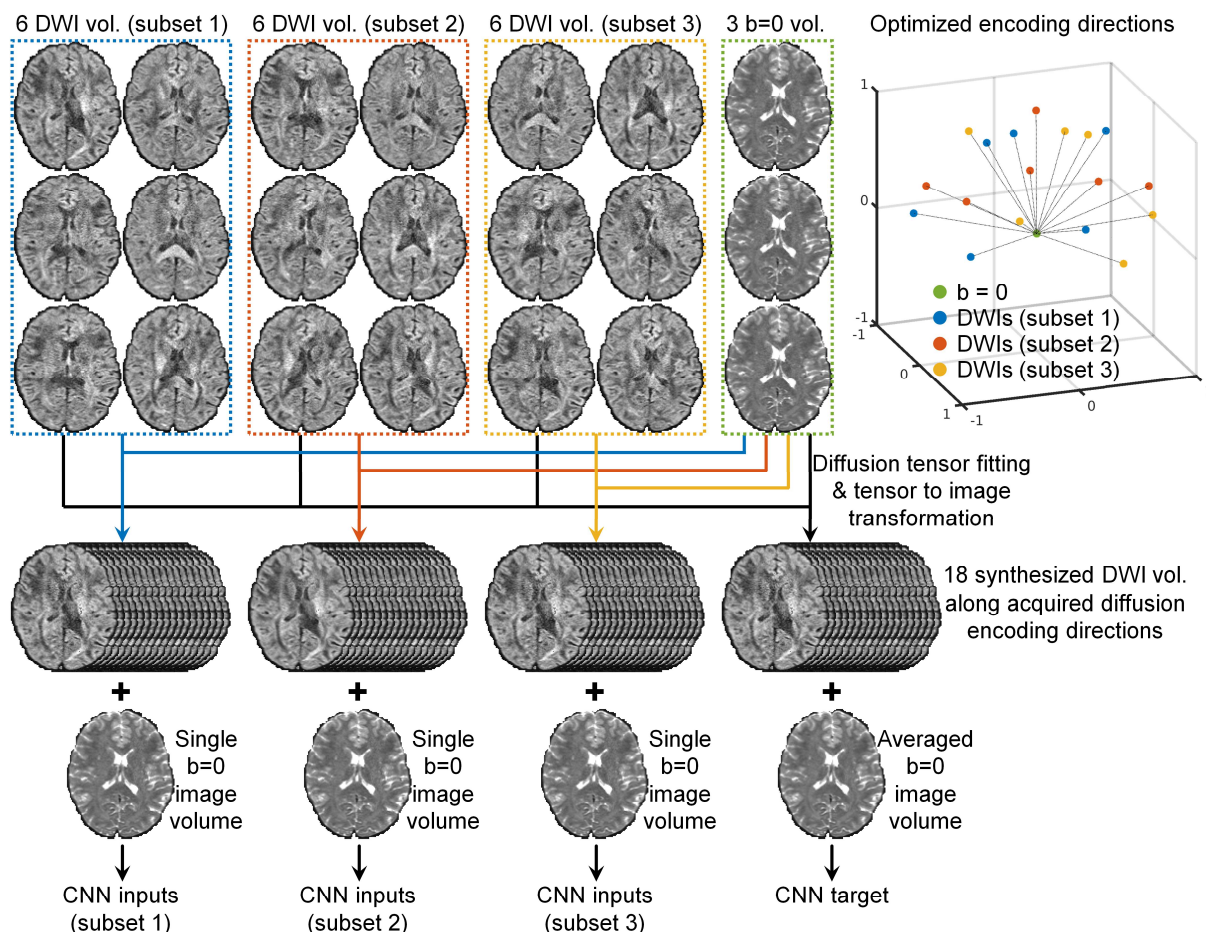 6 DWI vol. (subset 1)
6 DWI vol. (subset 2)
6 DWI vol. (subset 3)
3 b=0 vol.
Optimized encoding directions
1
0
-1
-1
0
1
-1
0
b = 0
DWIs (subset 1)
DWIs (subset 2)
DWIs (subset 3)
Diffusion tensor fitting
& tensor to image
transformation
18 synthesized DWI vol.
along acquired diffusion
encoding directions
+
+
+
+
Single
b=0
image
volume
Single
b=0
image
volume
Single
b=0
image
volume
Averaged
b=0
image
volume
CNN inputs
(subset 1)
CNN inputs
(subset 2)
CNN inputs
(subset 3)
CNN target